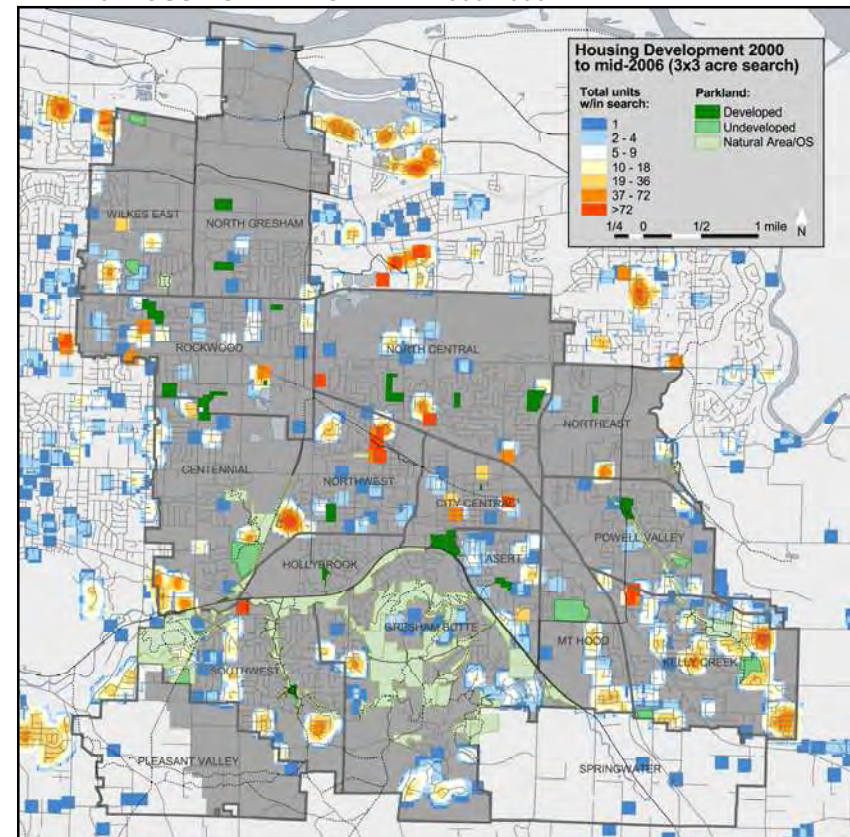 Housing Development 2000
to mid-2006 (3x3 acre search)
Total units
w/in search:
1
2 - 4
5 - 9
10 - 18
19 - 36
37 - 72
>72
Parkland:
Developed
Undeveloped
Natural Area/OS
1/4 0 1/2 1 mile
N
WILKES EAST
NORTH GRESHAM
ROCKWOOD
NORTH CENTRAL
NORTHEAST
CENTENNIAL
NORTHWEST
CITY CENTRAL
POWELL VALLEY
HOLLYBROOK
ASERT
GRESHAM BUTTE
MT HOOD
KELLY CREEK
SOUTHWEST
PLEASANT VALLEY
SPRINGWATER